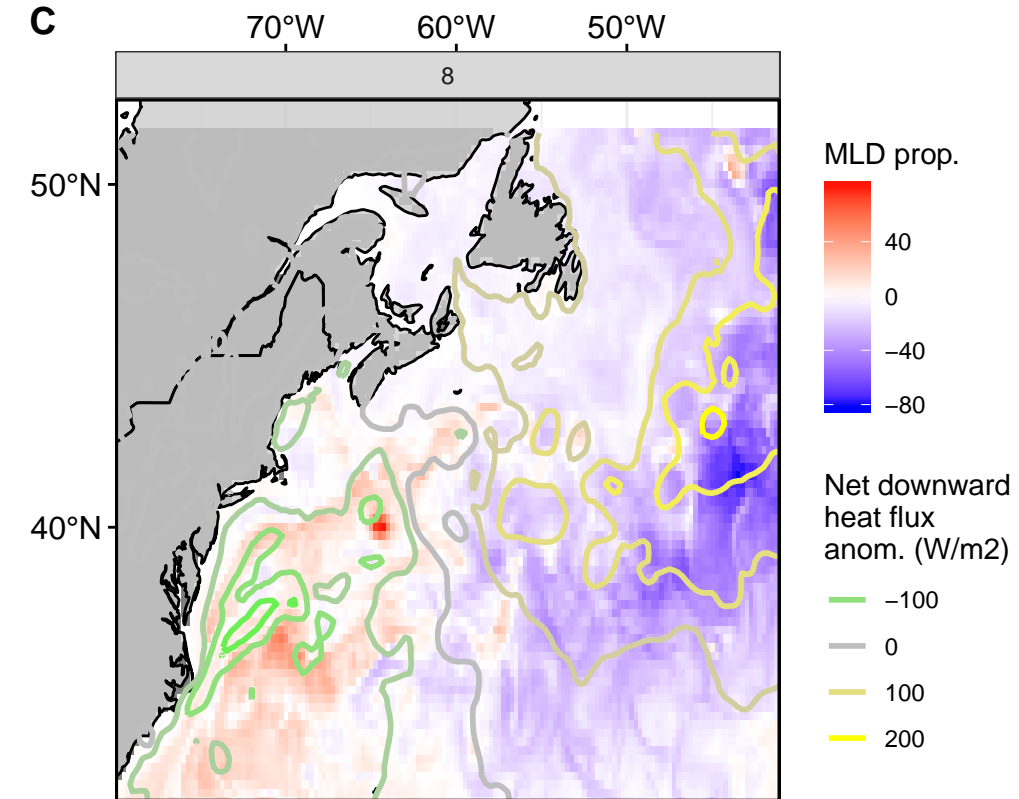 C
70°W 60°W 50°W
8
50°N
40°N
MLD prop.
40
0
−40
−80
Net downward
heat flux
anom. (W/m2)
−100
0
100
200